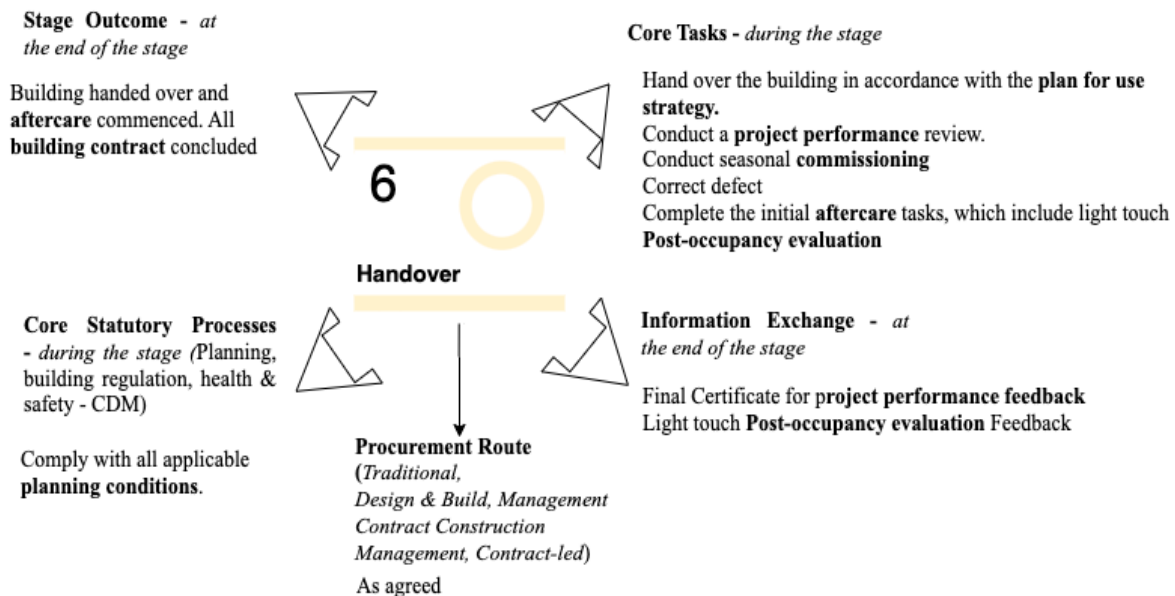 Stage Outcome - at
the end of the stage
Building handed over and
aftercare commenced. All
building contract concluded
Core Tasks - during the stage
Hand over the building in accordance with the plan for use
strategy.
Conduct a project performance review.
Conduct seasonal commissioning
Correct defect
Complete the initial aftercare tasks, which include light touch
Post-occupancy evaluation
6
Handover
Core Statutory Processes
- during the stage (Planning,
building regulation, health &
safety - CDM)
Comply with all applicable
planning conditions.
Information Exchange - at
the end of the stage
Final Certificate for project performance feedback
Light touch Post-occupancy evaluation Feedback
Procurement Route
(Traditional,
Design & Build, Management
Contract Construction
Management, Contract-led)
As agreed